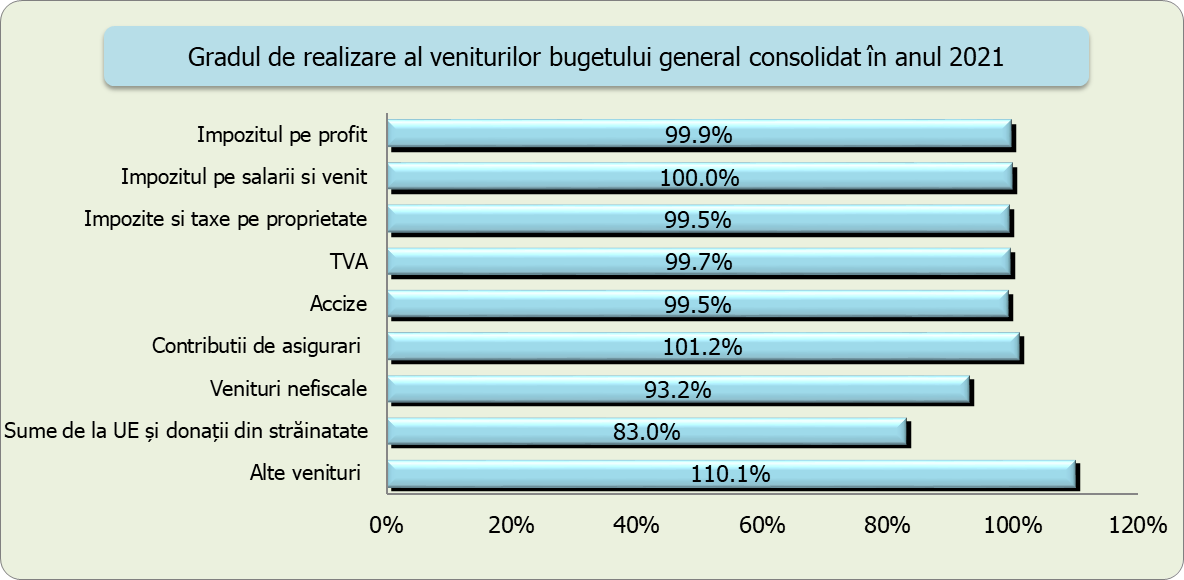 Gradul de realizare al veniturilor bugetului general consolidat în anul 2021
Impozitul pe profit 99.9%
Impozitul pe salarii si venit 100.0%
Impozite si taxe pe proprietate 99.5%
TVA 99.7%
Accize 99.5%
Contributii de asigurari 101.2%
Venituri nefiscale 93.2%
Sume de la UE și donații din străinatate 83.0%
Alte venituri 110.1%
0% 20% 40% 60% 80% 100% 120%